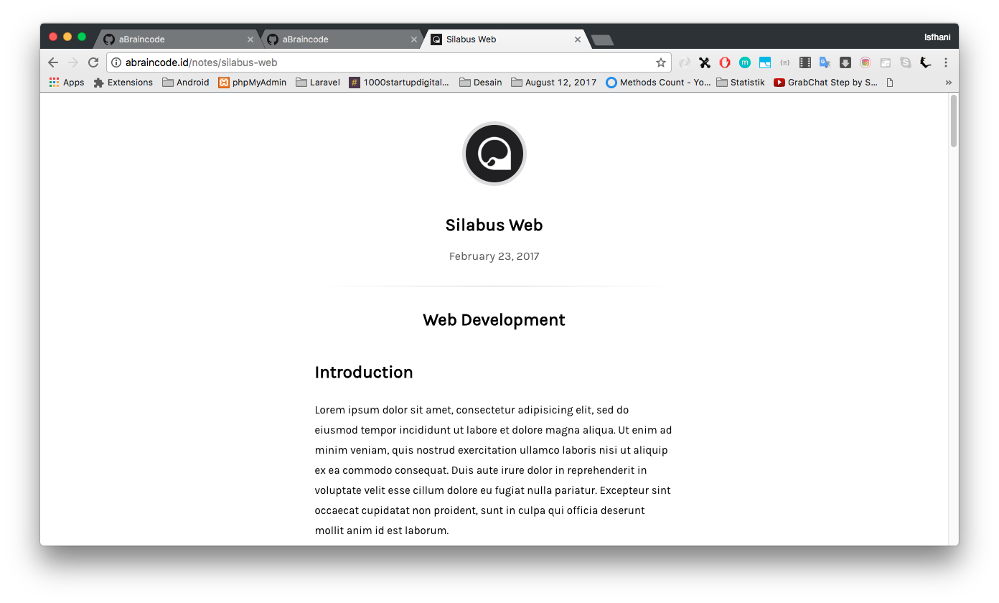 aBraincode
aBraincode
Silabus Web
Isfhani
abraincode.id/notes/silabus-web
Apps
Extensions
Android
phpMyAdmin
Laravel
1000startupdigital...
Desain
August 12, 2017
Methods Count - Yo...
Statistik
GrabChat Step by S...
Silabus Web
February 23, 2017
Web Development
Introduction
Lorem ipsum dolor sit amet, consectetur adipisicing elit, sed do
eiusmod tempor incididunt ut labore et dolore magna aliqua. Ut enim ad
minim veniam, quis nostrud exercitation ullamco laboris nisi ut aliquip
ex ea commodo consequat. Duis aute irure dolor in reprehenderit in
voluptate velit esse cillum dolore eu fugiat nulla pariatur. Excepteur sint
occaecat cupidatat non proident, sunt in culpa qui officia deserunt
mollit anim id est laborum.